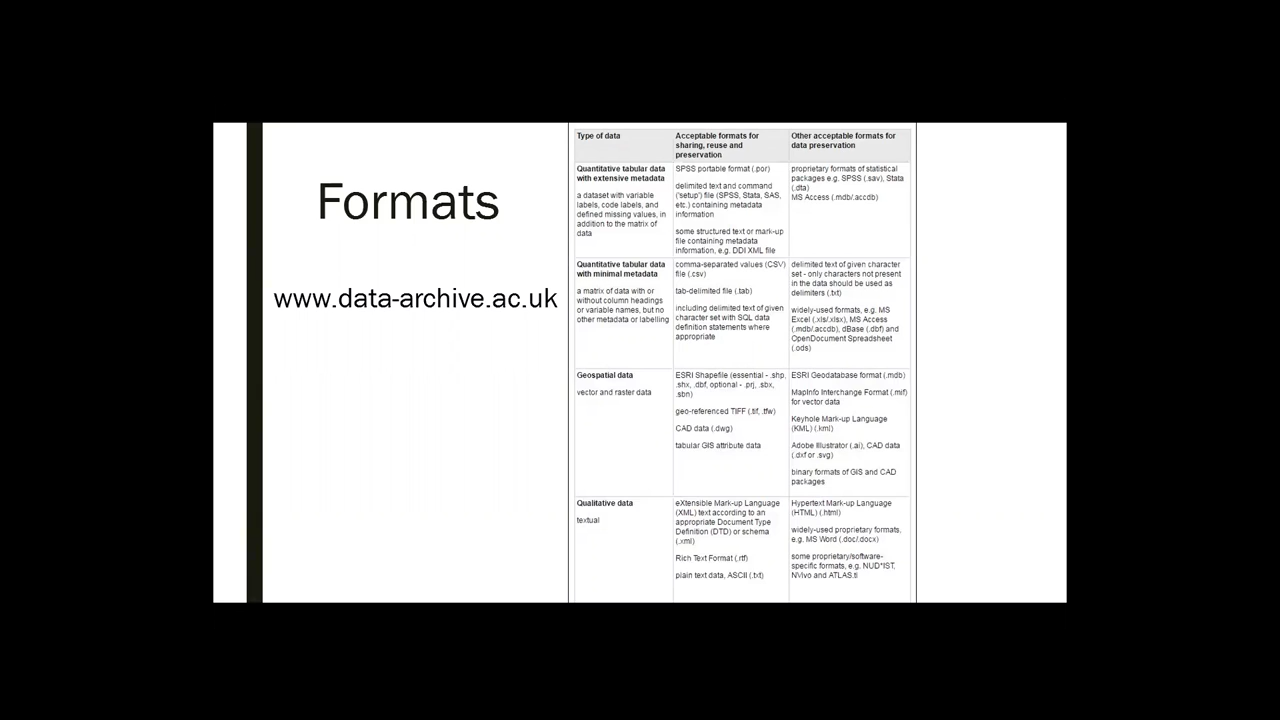 Formats
www.data-archive.ac.uk
Type of data
Acceptable formats for
sharing, reuse and
preservation
Other acceptable formats for
data preservation
Quantitative tabular data
with extensive metadata
a dataset with variable
labels, code labels, and
defined missing values, in
addition to the matrix of
data
SPSS portable format (.por)
delimited text and command
('setup') file (SPSS, Stata, SAS,
etc.) containing metadata
information
some structured text or mark-up
file containing metadata
information, e.g. DDI XML file
proprietary formats of statistical
packages e.g. SPSS (.sav), Stata
(.dta)
MS Access (.mdb/.accdb)
Quantitative tabular data
with minimal metadata
a matrix of data with or
without column headings
or variable names, but no
other metadata or labelling
comma-separated values (CSV)
file (.csv)
tab-delimited file (.tab)
including delimited text of given
character set with SQL data
definition statements where
appropriate
delimited text of given character
set - only characters not present
in the data should be used as
delimiters (.txt)
widely-used formats, e.g. MS
Excel (.xls/.xlsx), MS Access
(.mdb/.accdb), dBase (.dbf) and
OpenDocument Spreadsheet
(.ods)
Geospatial data
vector and raster data
ESRI Shapefile (essential - .shp,
.shx, .dbf, optional - .prj, .sbx,
.sbn)
geo-referenced TIFF (.tif, .tfw)
CAD data (.dwg)
tabular GIS attribute data
ESRI Geodatabase format (.mdb)
MapInfo Interchange Format (.mif)
for vector data
Keyhole Mark-up Language
(KML) (.kml)
Adobe Illustrator (.ai), CAD data
(.dxf or .svg)
binary formats of GIS and CAD
packages
Qualitative data
textual
eXtensible Mark-up Language
(XML) text according to an
appropriate Document Type
Definition (DTD) or schema
(.xml)
Rich Text Format (.rtf)
plain text data, ASCII (.txt)
Hypertext Mark-up Language
(HTML) (.html)
widely-used proprietary formats,
e.g. MS Word (.doc/.docx)
some proprietary/software-
specific formats, e.g. NUD*IST,
NVivo and ATLAS.ti